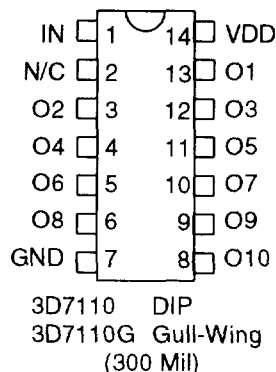 IN 1 14 VDD
N/C 2 13 O1
O2 3 12 O3
O4 4 11 O5
O6 5 10 O7
O8 6 9 O9
GND 7 8 O10
3D7110 DIP
3D7110G Gull-Wing
(300 Mil)